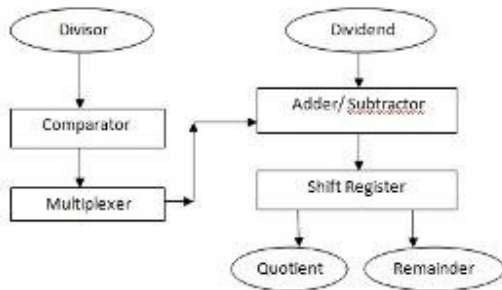 Divisor
Dividend
Comparator
Adder/ Subtractor
Multiplexer
Shift Register
Quotient
Remainder